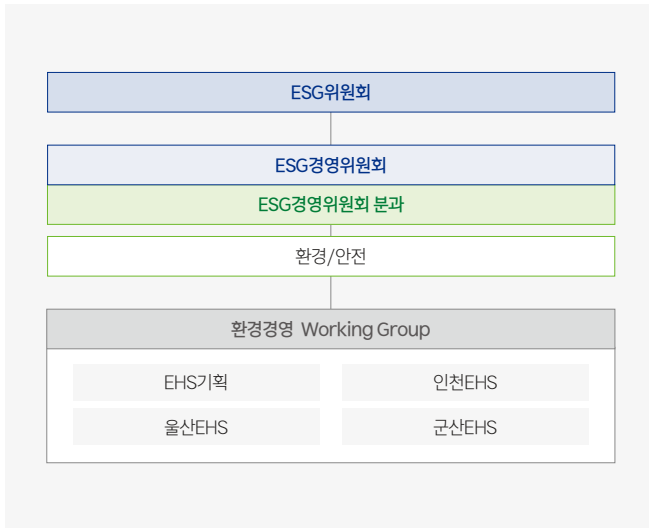 ESG위원회
ESG경영위원회
ESG경영위원회 분과
환경/안전
환경경영 Working Group
EHS기획
인천EHS
울산EHS
군산EHS